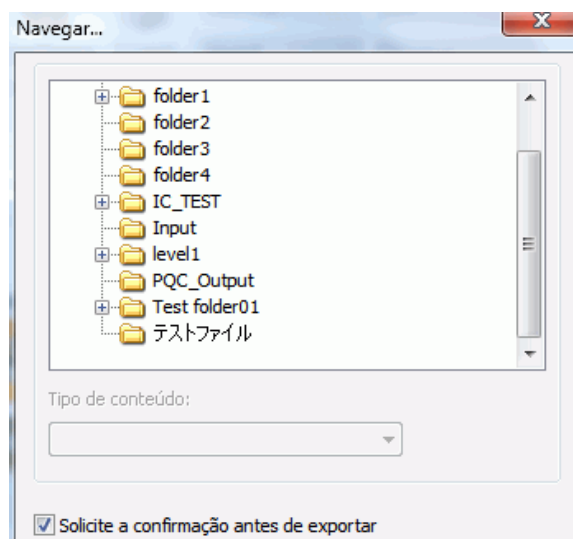 Navegar...
folder1
folder2
folder3
folder4
IC_TEST
Input
level1
PQC_Output
Test folder01
テストファイル
Tipo de conteúdo:
Solicite a confirmação antes de exportar